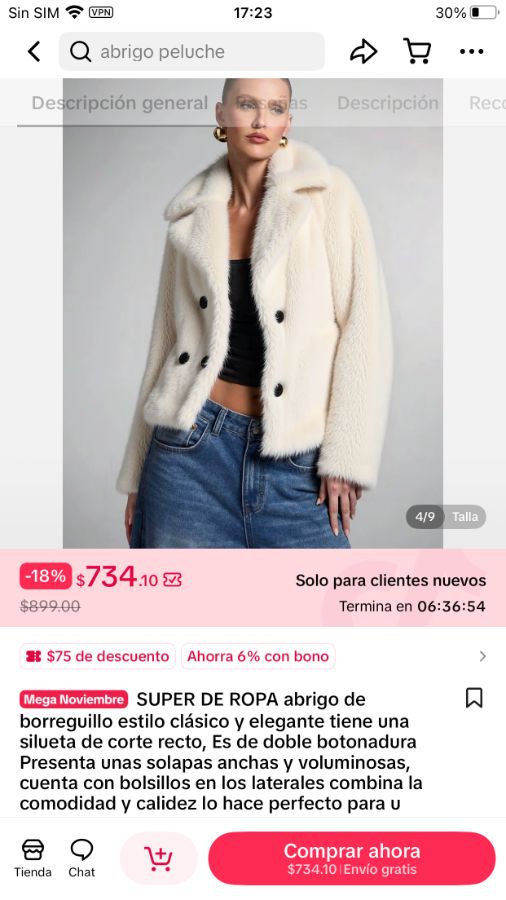 Sin SIM VPN 17:23 30%
abrigo peluche
Descripción general Reseñas Descripción Reco
4/9 Talla
-18% $734.10 Solo para clientes nuevos
$899.00 Termina en 06:36:54
$75 de descuento Ahorra 6% con bono
Mega Noviembre SUPER DE ROPA abrigo de
borreguillo estilo clásico y elegante tiene una
silueta de corte recto, Es de doble botonadura
Presenta unas solapas anchas y voluminosas,
cuenta con bolsillos en los laterales combina la
comodidad y calidez lo hace perfecto para u
Tienda Chat Comprar ahora
$734.10 | Envío gratis